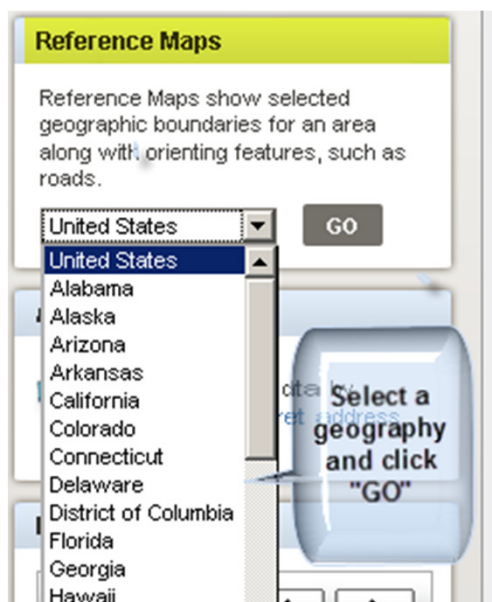 Reference Maps
Reference Maps show selected
geographic boundaries for an area
along with orienting features, such as
roads.
United States
GO
United States
Alabama
Alaska
Arizona
Arkansas
California
Colorado
Connecticut
Delaware
District of Columbia
Florida
Georgia
Hawaii
Select a
geography
and click
"GO"
address